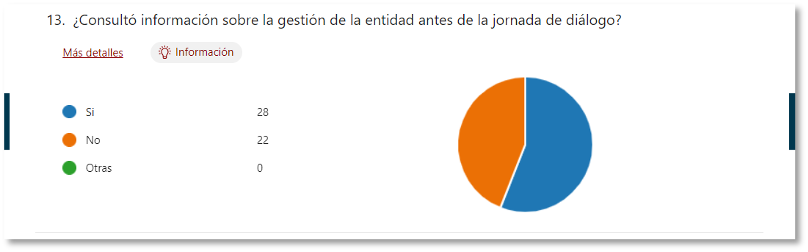 13. ¿Consultó información sobre la gestión de la entidad antes de la jornada de diálogo?
Más detalles Información
Si 28
No 22
Otras 0